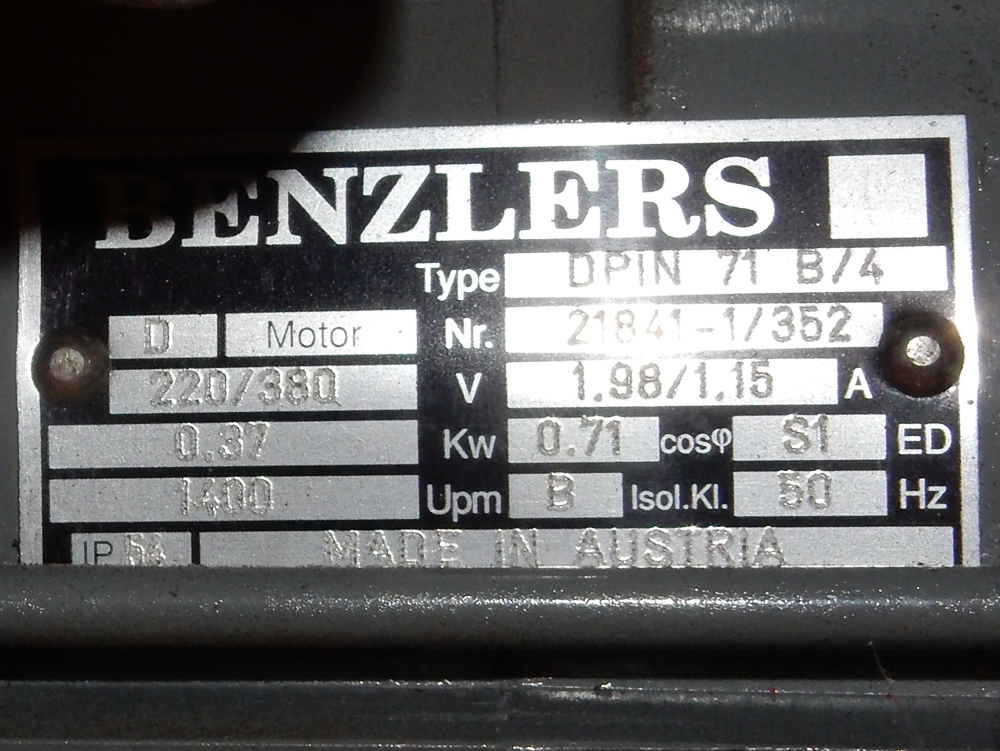 BENZLERS
Type DPIN 71 B/4
D Motor Nr. 21841-1/352
220/380 V 1.98/1.15 A
0.37 Kw 0.71 cosφ S1 ED
1400 Upm B Isol.Kl. 50 Hz
IP 54 MADE IN AUSTRIA